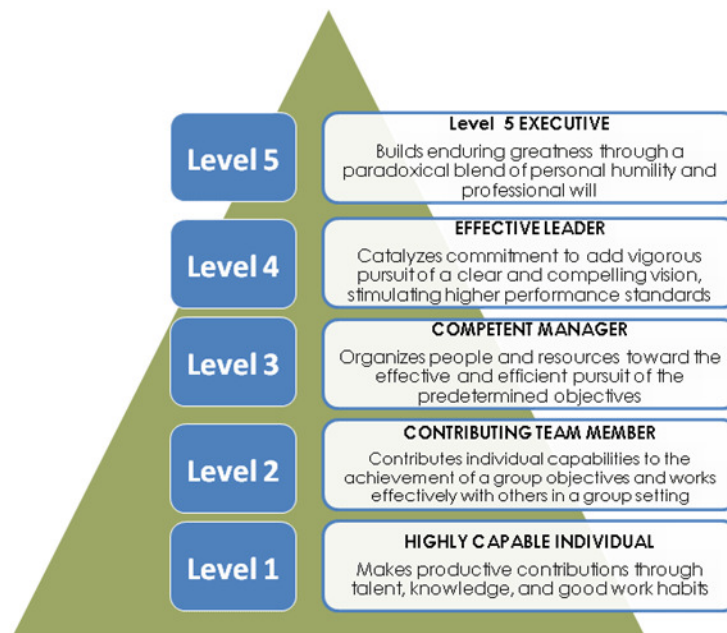 Level 5
Level 5 EXECUTIVE
Builds enduring greatness through a
paradoxical blend of personal humility and
professional will
Level 4
EFFECTIVE LEADER
Catalyzes commitment to add vigorous
pursuit of a clear and compelling vision,
stimulating higher performance standards
Level 3
COMPETENT MANAGER
Organizes people and resources toward the
effective and efficient pursuit of the
predetermined objectives
Level 2
CONTRIBUTING TEAM MEMBER
Contributes individual capabilities to the
achievement of a group objectives and works
effectively with others in a group setting
Level 1
HIGHLY CAPABLE INDIVIDUAL
Makes productive contributions through
talent, knowledge, and good work habits